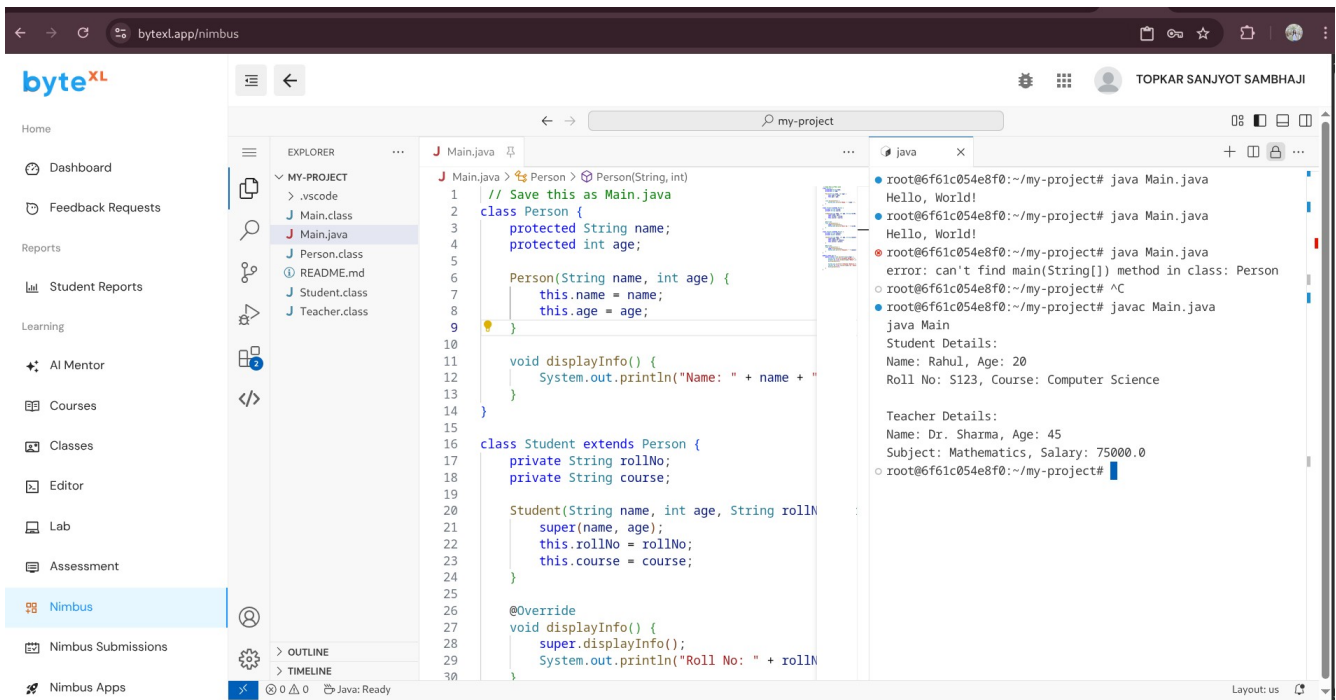 bytexl.app/nimbus
byteXL
TOPKAR SANJYOT SAMBHAJI
Home
Dashboard
Feedback Requests
Reports
Student Reports
Learning
AI Mentor
Courses
Classes
Editor
Lab
Assessment
Nimbus
Nimbus Submissions
Nimbus Apps
my-project
EXPLORER
MY-PROJECT
.vscode
J Main.class
J Main.java
J Person.class
README.md
J Student.class
J Teacher.class
2
OUTLINE
TIMELINE
J Main.java
J Main.java > Person > Person(String, int)
1 // Save this as Main.java
2 class Person {
3 protected String name;
4 protected int age;
5
6 Person(String name, int age) {
7 this.name = name;
8 this.age = age;
9 }
10
11 void displayInfo() {
12 System.out.println("Name: " + name + "
13 }
14 }
15
16 class Student extends Person {
17 private String rollNo;
18 private String course;
19
20 Student(String name, int age, String rollN
21 super(name, age);
22 this.rollNo = rollNo;
23 this.course = course;
24 }
25
26 @Override
27 void displayInfo() {
28 super.displayInfo();
29 System.out.println("Roll No: " + rollN
30 }
java
root@6f61c054e8f0:~/my-project# java Main.java
Hello, World!
root@6f61c054e8f0:~/my-project# java Main.java
Hello, World!
root@6f61c054e8f0:~/my-project# java Main.java
error: can't find main(String[]) method in class: Person
root@6f61c054e8f0:~/my-project# ^C
root@6f61c054e8f0:~/my-project# javac Main.java
java Main
Student Details:
Name: Rahul, Age: 20
Roll No: S123, Course: Computer Science

Teacher Details:
Name: Dr. Sharma, Age: 45
Subject: Mathematics, Salary: 75000.0
root@6f61c054e8f0:~/my-project#
0 0 Java: Ready
Layout: us